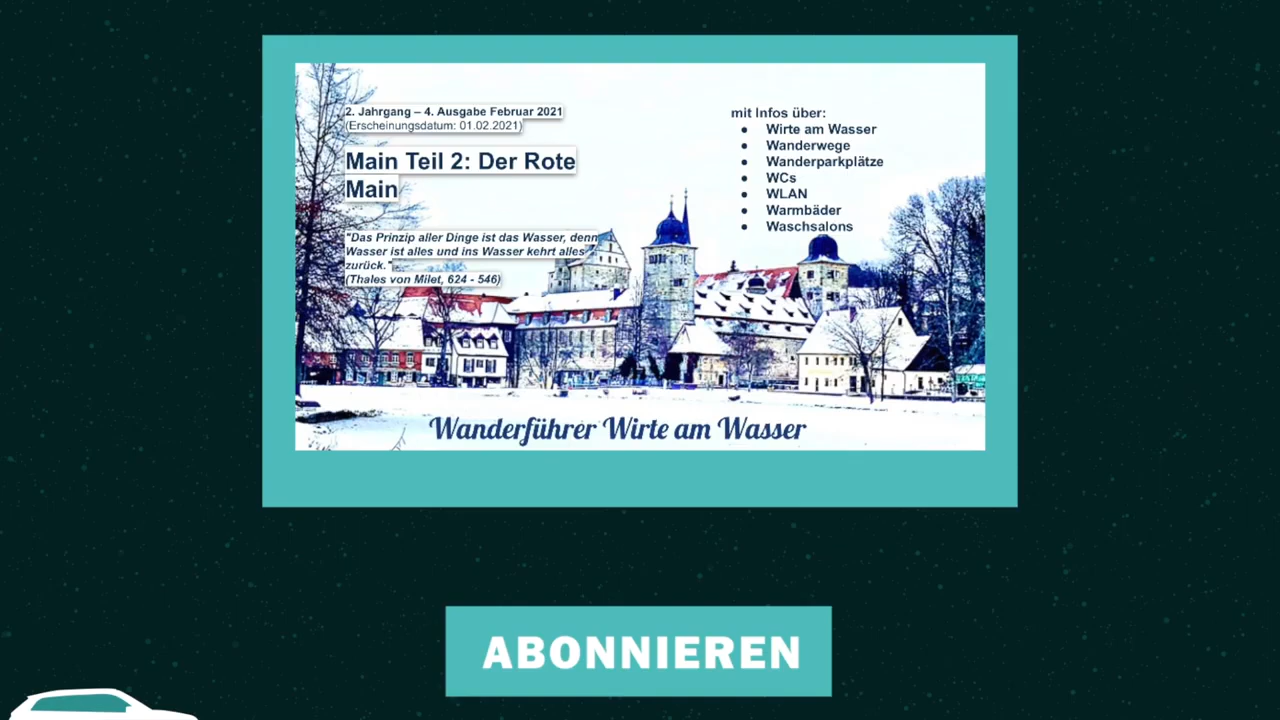 2. Jahrgang – 4. Ausgabe Februar 2021
(Erscheinungsdatum: 01.02.2021)
Main Teil 2: Der Rote
Main
"Das Prinzip aller Dinge ist das Wasser, denn
Wasser ist alles und ins Wasser kehrt alles
zurück."
(Thales von Milet, 624 - 546)
mit Infos über:
● Wirte am Wasser
● Wanderwege
● Wanderparkplätze
● WCs
● WLAN
● Warmbäder
● Waschsalons
Wanderführer Wirte am Wasser
ABONNIEREN